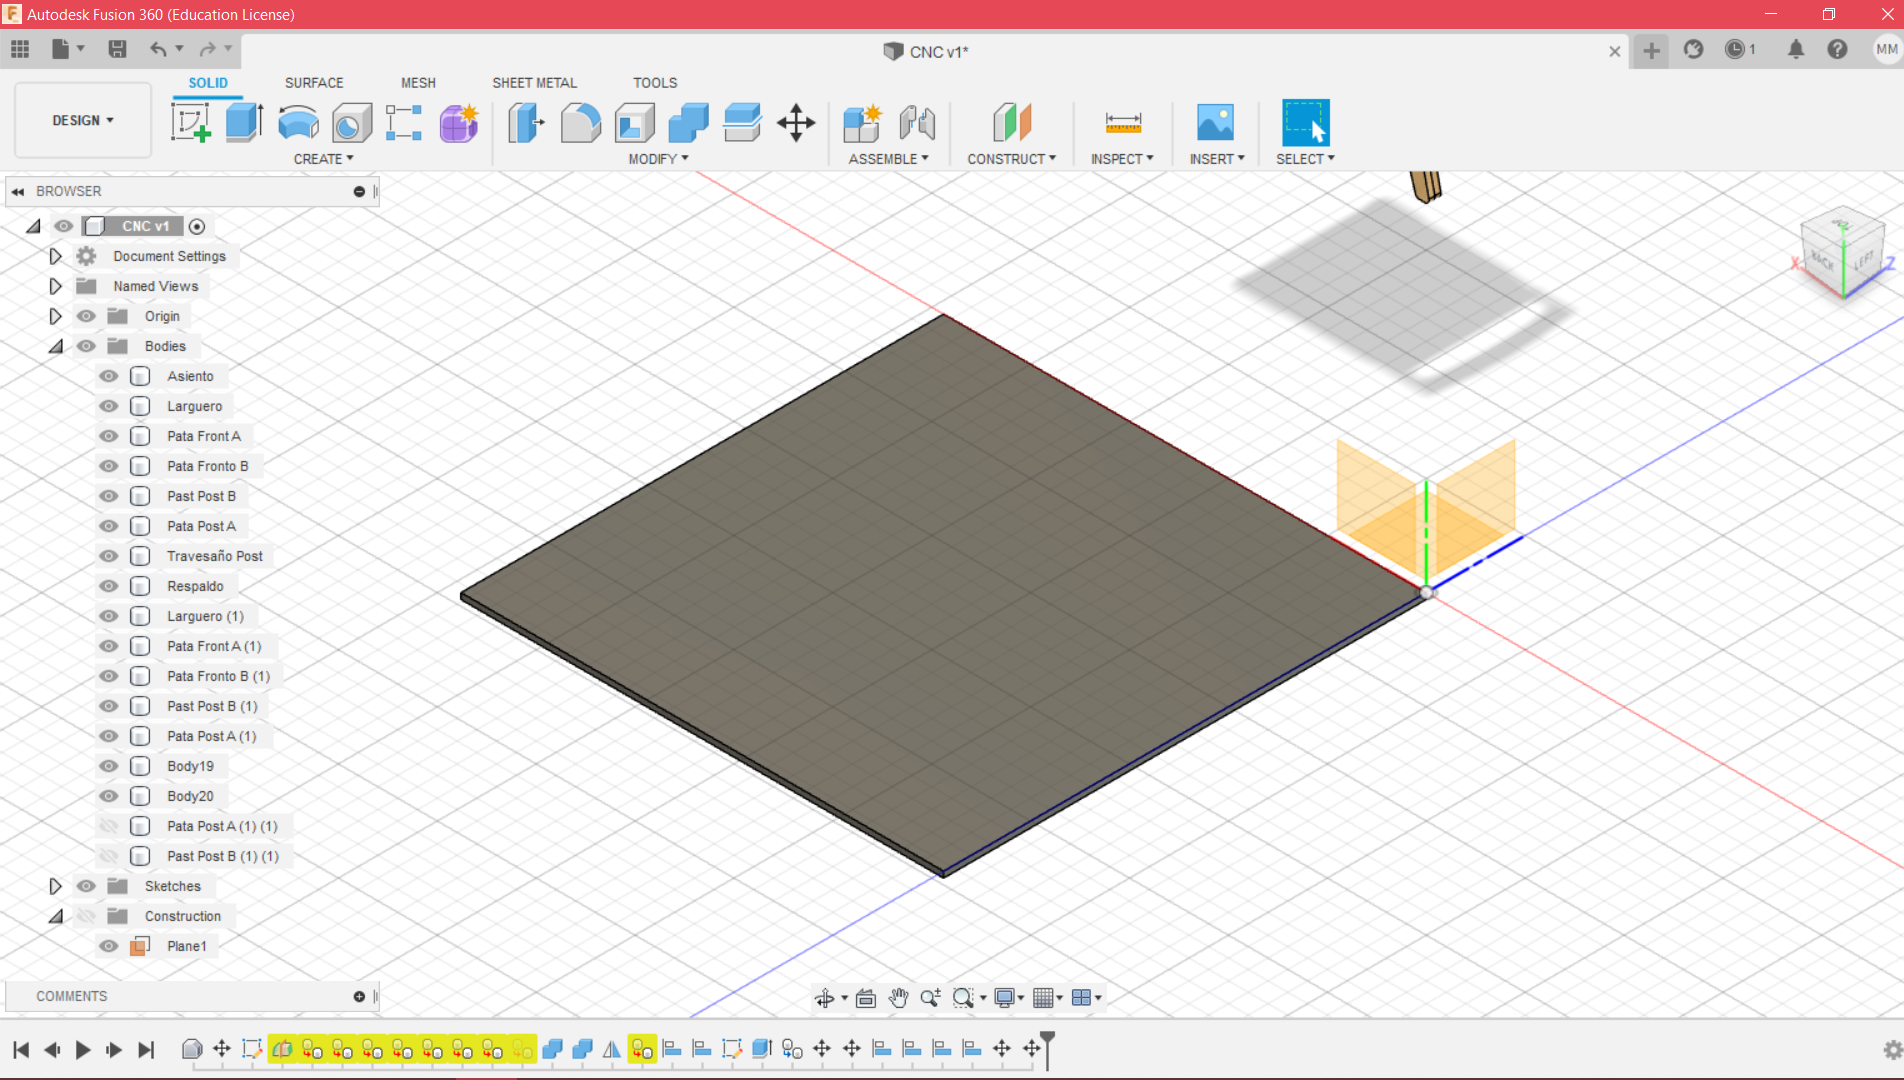 Autodesk Fusion 360 (Education License)
CNC v1*
1
MM
SOLID SURFACE MESH SHEET METAL TOOLS
DESIGN
CREATE MODIFY ASSEMBLE CONSTRUCT INSPECT INSERT SELECT
BROWSER
CNC v1
Document Settings
Named Views
Origin
Bodies
Asiento
Larguero
Pata Front A
Pata Fronto B
Past Post B
Pata Post A
Travesaño Post
Respaldo
Larguero (1)
Pata Front A (1)
Pata Fronto B (1)
Past Post B (1)
Pata Post A (1)
Body19
Body20
Pata Post A (1) (1)
Past Post B (1) (1)
Sketches
Construction
Plane1
COMMENTS
X
BACK
LEFT
Z